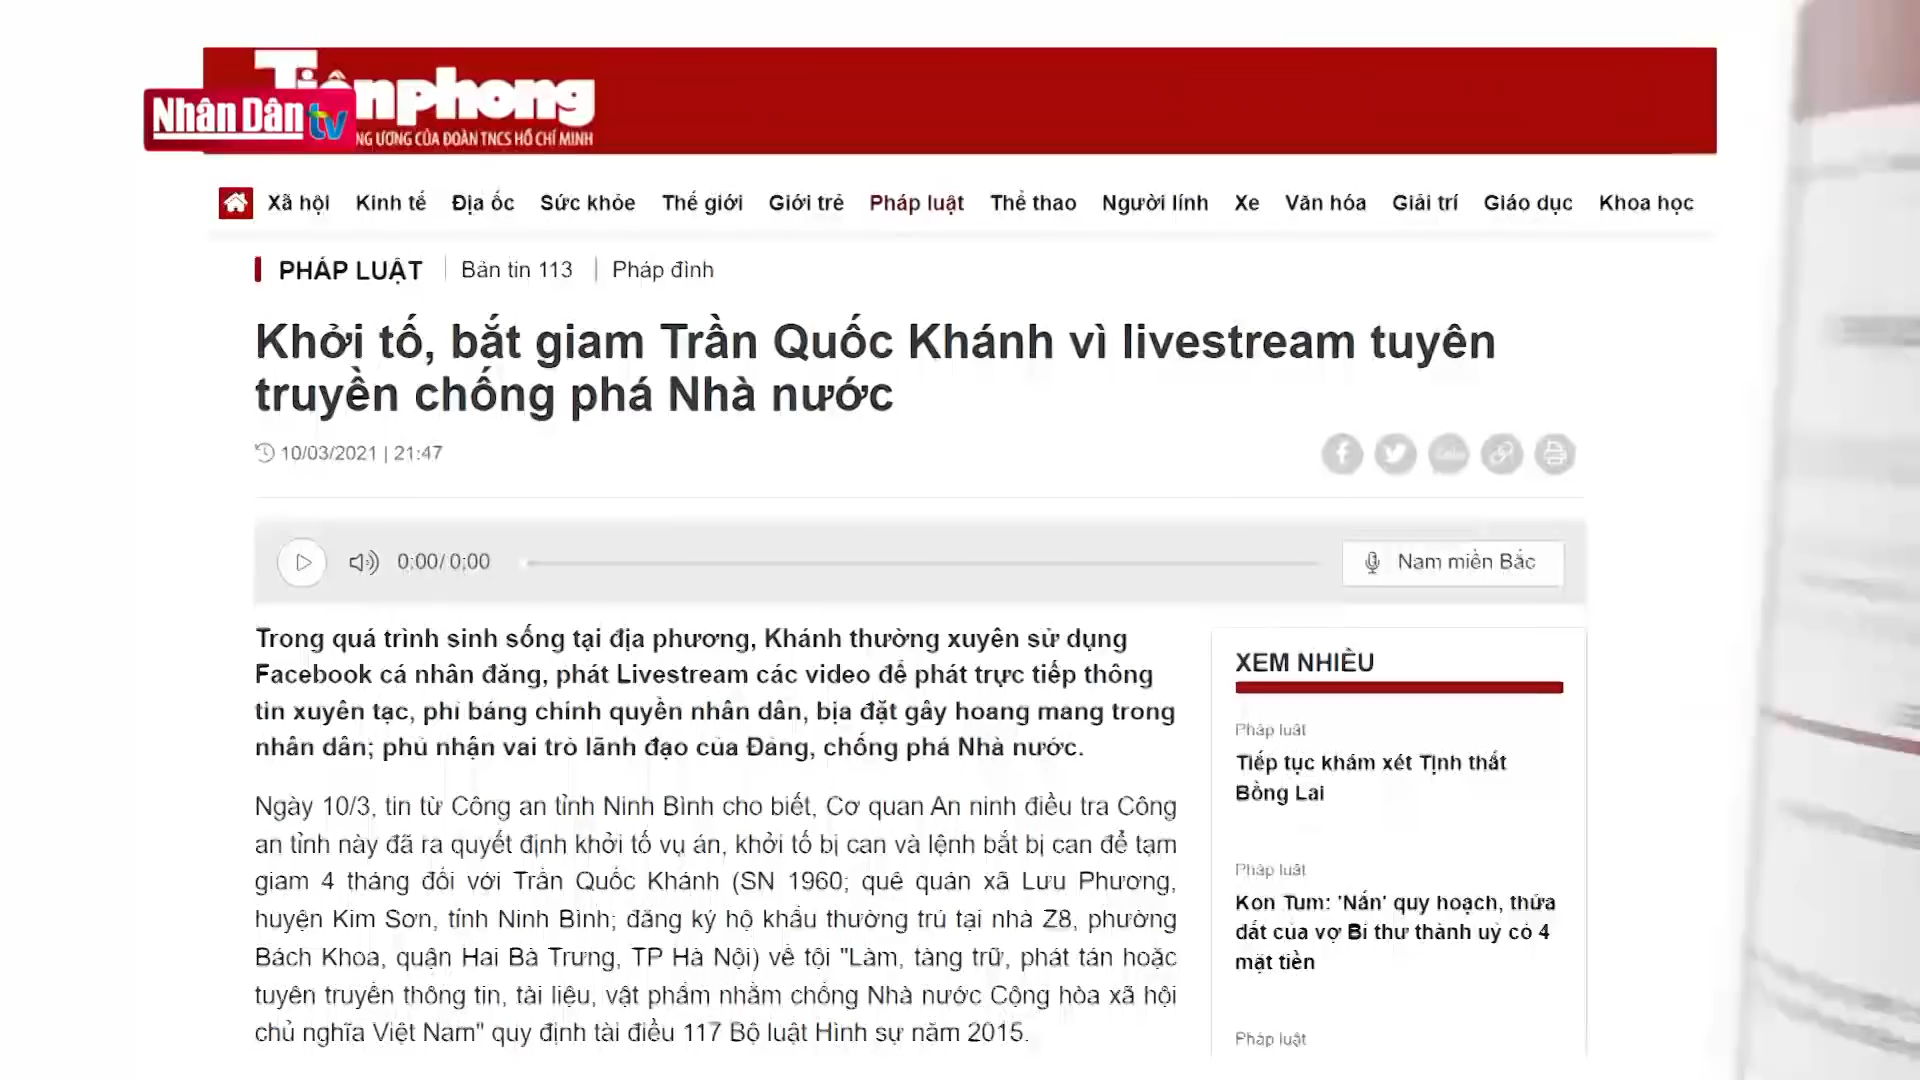 Tiênphong
Nhân Dân tv
NG ƯƠNG CỦA ĐOÀN TNCS HỒ CHÍ MINH
Xã hội Kinh tế Địa ốc Sức khỏe Thế giới Giới trẻ Pháp luật Thể thao Người lính Xe Văn hóa Giải trí Giáo dục Khoa học
PHÁP LUẬT Bản tin 113 Pháp đình
Khởi tố, bắt giam Trần Quốc Khánh vì livestream tuyên
truyền chống phá Nhà nước
10/03/2021 | 21:47
0:00/ 0:00
Nam miền Bắc
Trong quá trình sinh sống tại địa phương, Khánh thường xuyên sử dụng
Facebook cá nhân đăng, phát Livestream các video để phát trực tiếp thông
tin xuyên tạc, phỉ báng chính quyền nhân dân, bịa đặt gây hoang mang trong
nhân dân; phủ nhận vai trò lãnh đạo của Đảng, chống phá Nhà nước.
Ngày 10/3, tin từ Công an tỉnh Ninh Bình cho biết, Cơ quan An ninh điều tra Công
an tỉnh này đã ra quyết định khởi tố vụ án, khởi tố bị can và lệnh bắt bị can để tạm
giam 4 tháng đối với Trần Quốc Khánh (SN 1960; quê quán xã Lưu Phương,
huyện Kim Sơn, tỉnh Ninh Bình; đăng ký hộ khẩu thường trú tại nhà Z8, phường
Bách Khoa, quận Hai Bà Trưng, TP Hà Nội) về tội "Làm, tàng trữ, phát tán hoặc
tuyên truyền thông tin, tài liệu, vật phẩm nhằm chống Nhà nước Cộng hòa xã hội
chủ nghĩa Việt Nam" quy định tài điều 117 Bộ luật Hình sự năm 2015.
XEM NHIỀU
Pháp luật
Tiếp tục khám xét Tịnh thất
Bồng Lai
Pháp luật
Kon Tum: 'Nắn' quy hoạch, thửa
đất của vợ Bí thư thành uỷ có 4
mặt tiền
Pháp luật